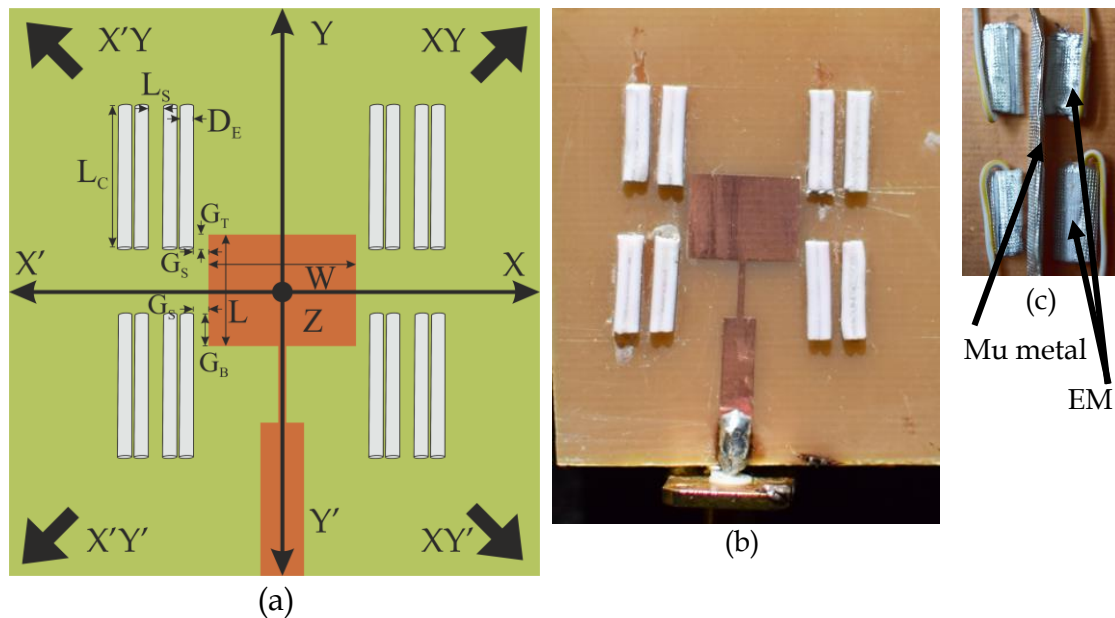 X′Y
Y
XY
L_S
D_E
L_C
G_T
X′
G_S
W
X
G_S
L
Z
G_B
X′Y′
Y′
XY′
(a)
(b)
(c)
Mu metal
EM